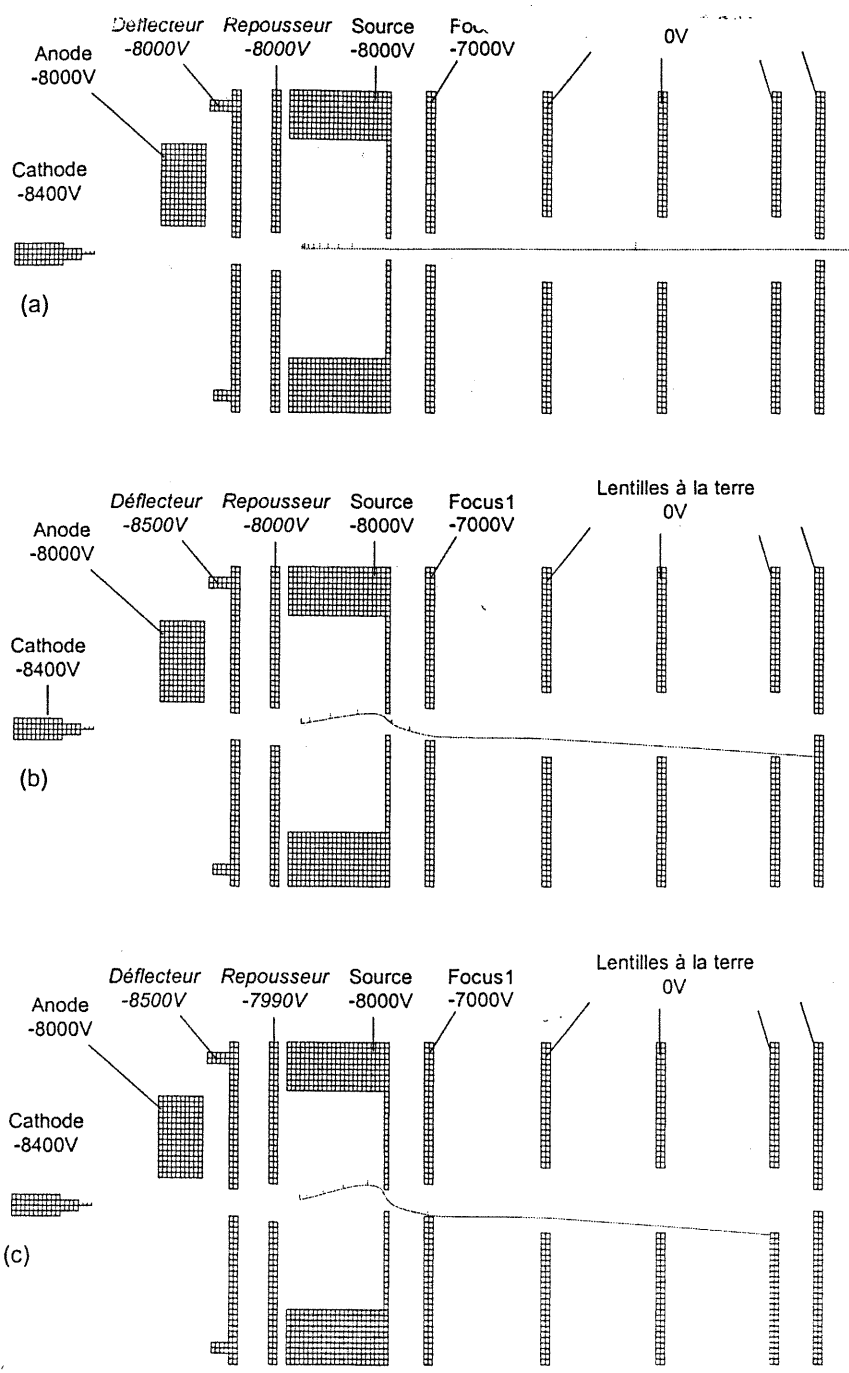 Déflecteur Repousseur Source
-8000V -8000V -8000V -7000V 0V
Anode
-8000V
Cathode
-8400V
(a)
Lentilles à la terre
0V
Déflecteur Repousseur Source Focus1
-8500V -8000V -8000V -7000V
Anode
-8000V
Cathode
-8400V
(b)
Lentilles à la terre
0V
Déflecteur Repousseur Source Focus1
-8500V -7990V -8000V -7000V
Anode
-8000V
Cathode
-8400V
(c)